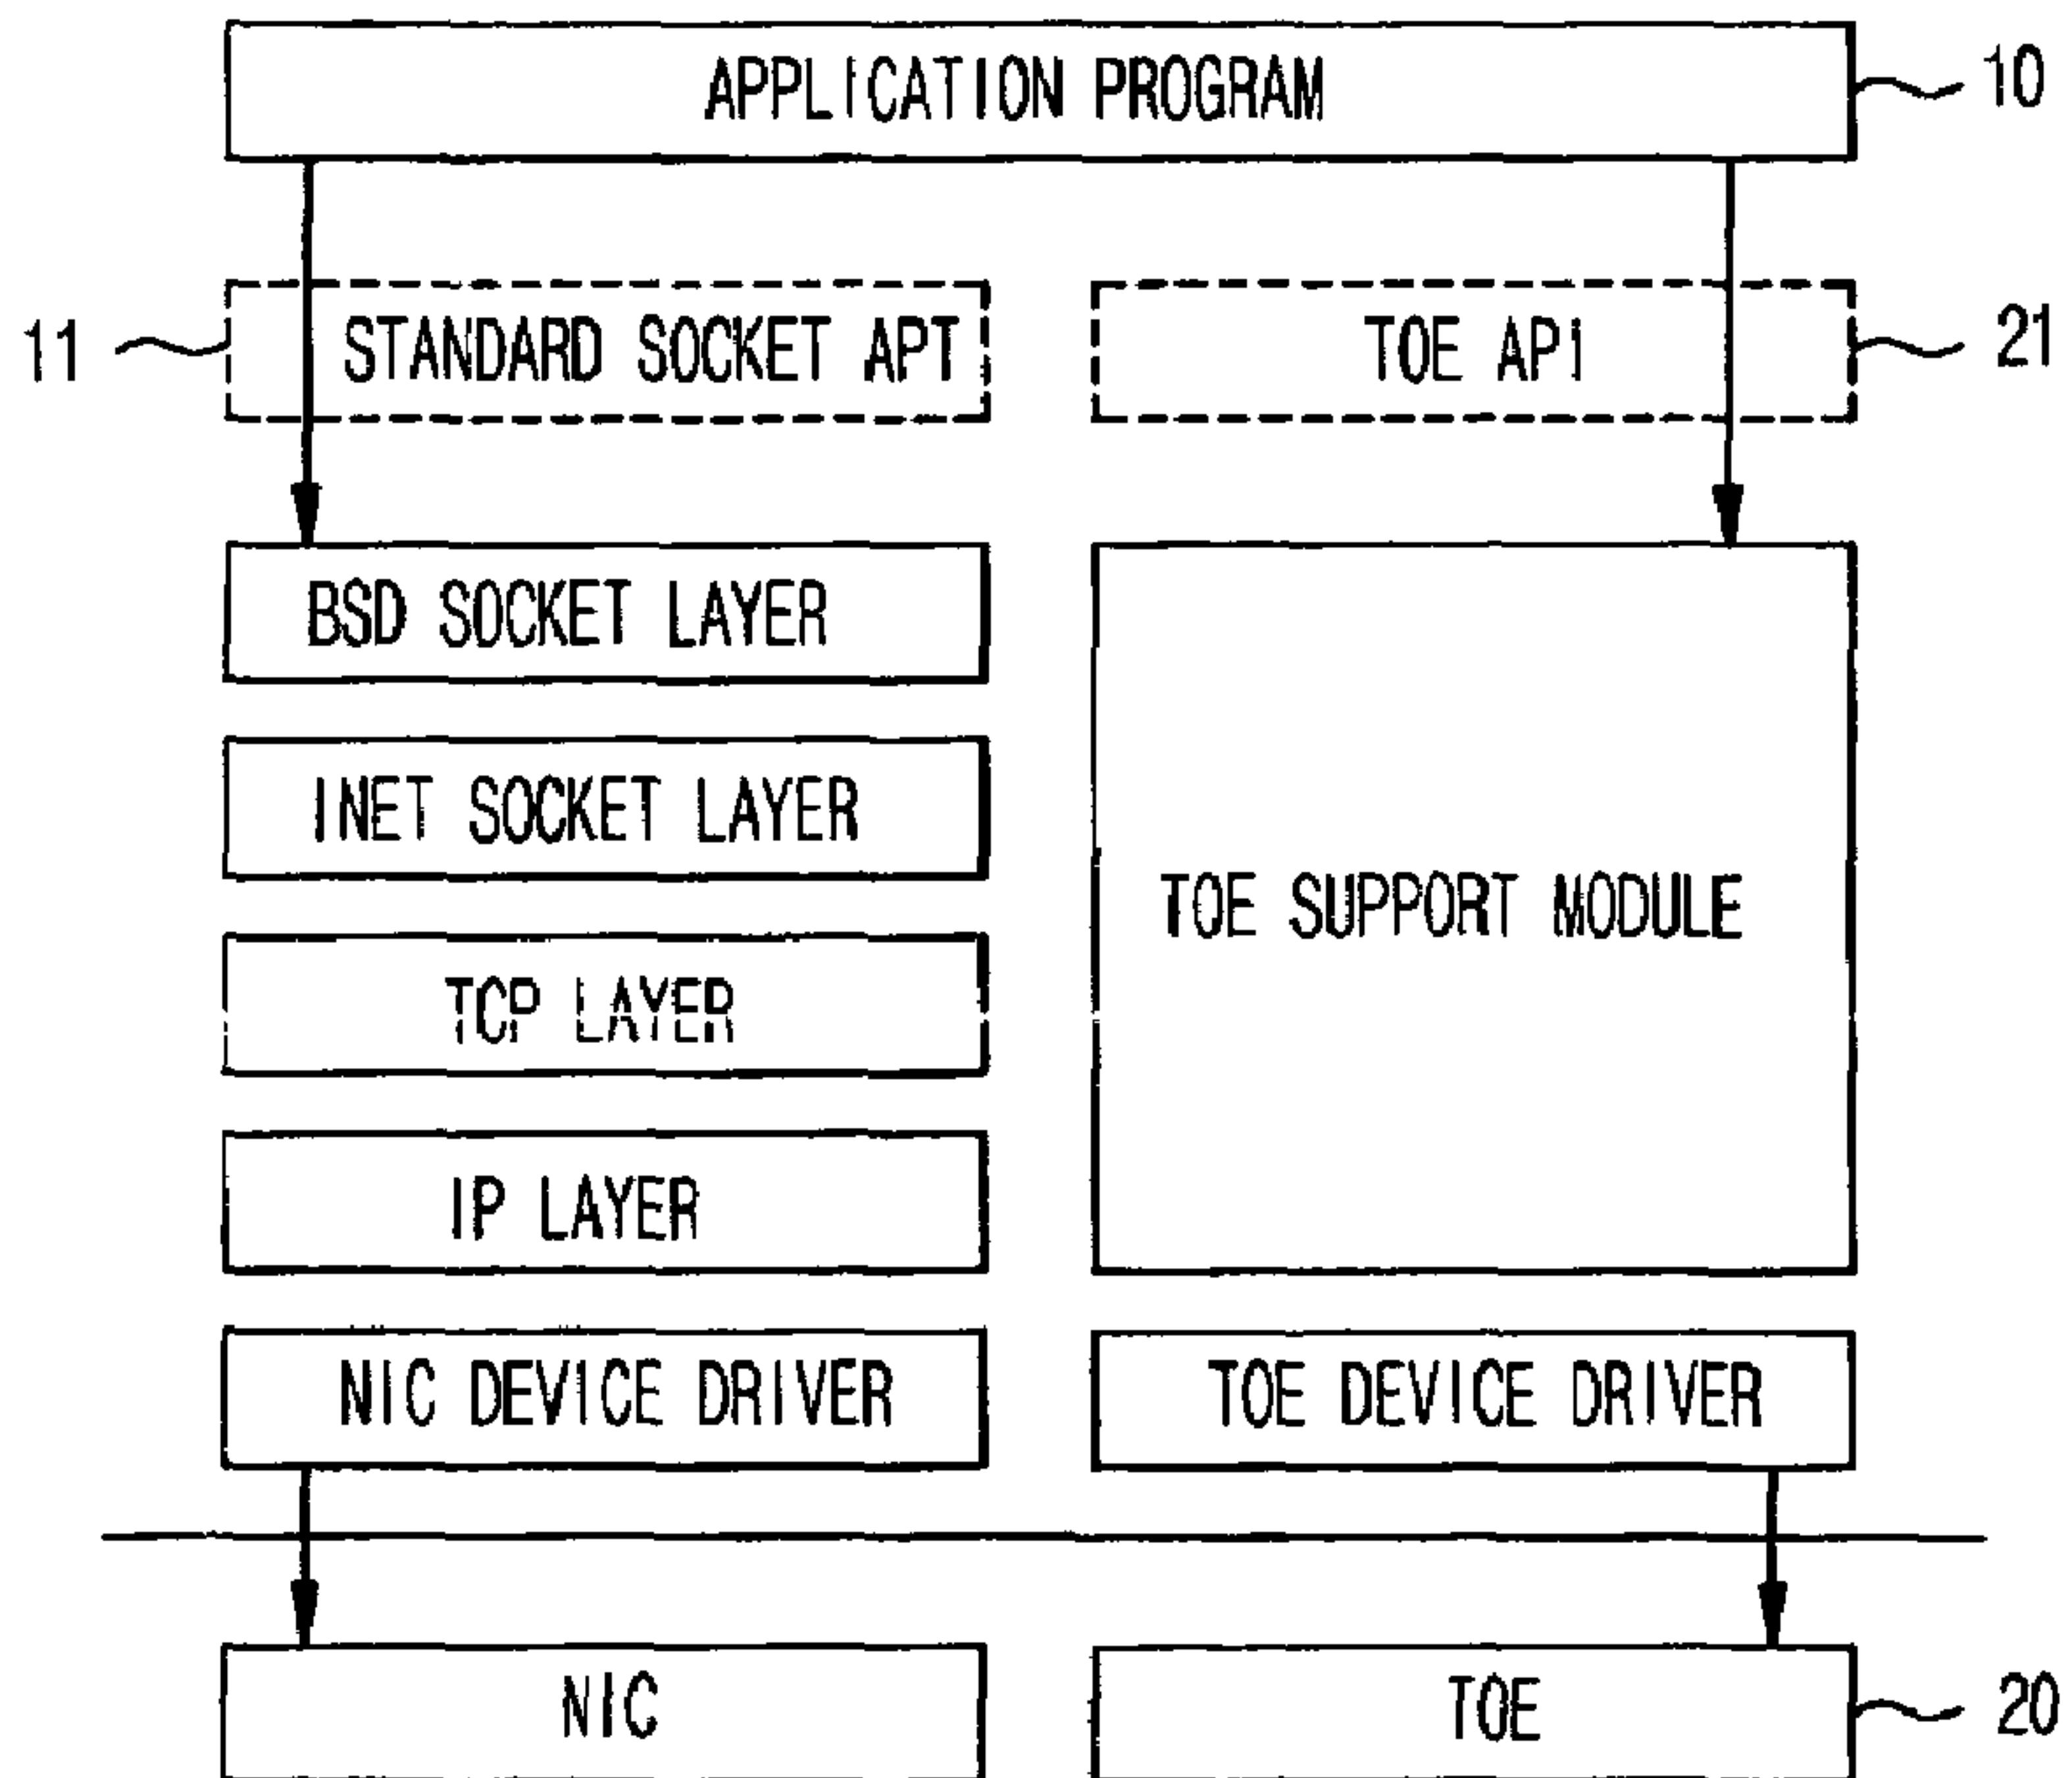 APPLICATION PROGRAM
10
11
STANDARD SOCKET APT
TOE AP1
21
BSD SOCKET LAYER
INET SOCKET LAYER
TOE SUPPORT MODULE
TCP LAYER
IP LAYER
NIC DEVICE DRIVER
TOE DEVICE DRIVER
NIC
TOE
20